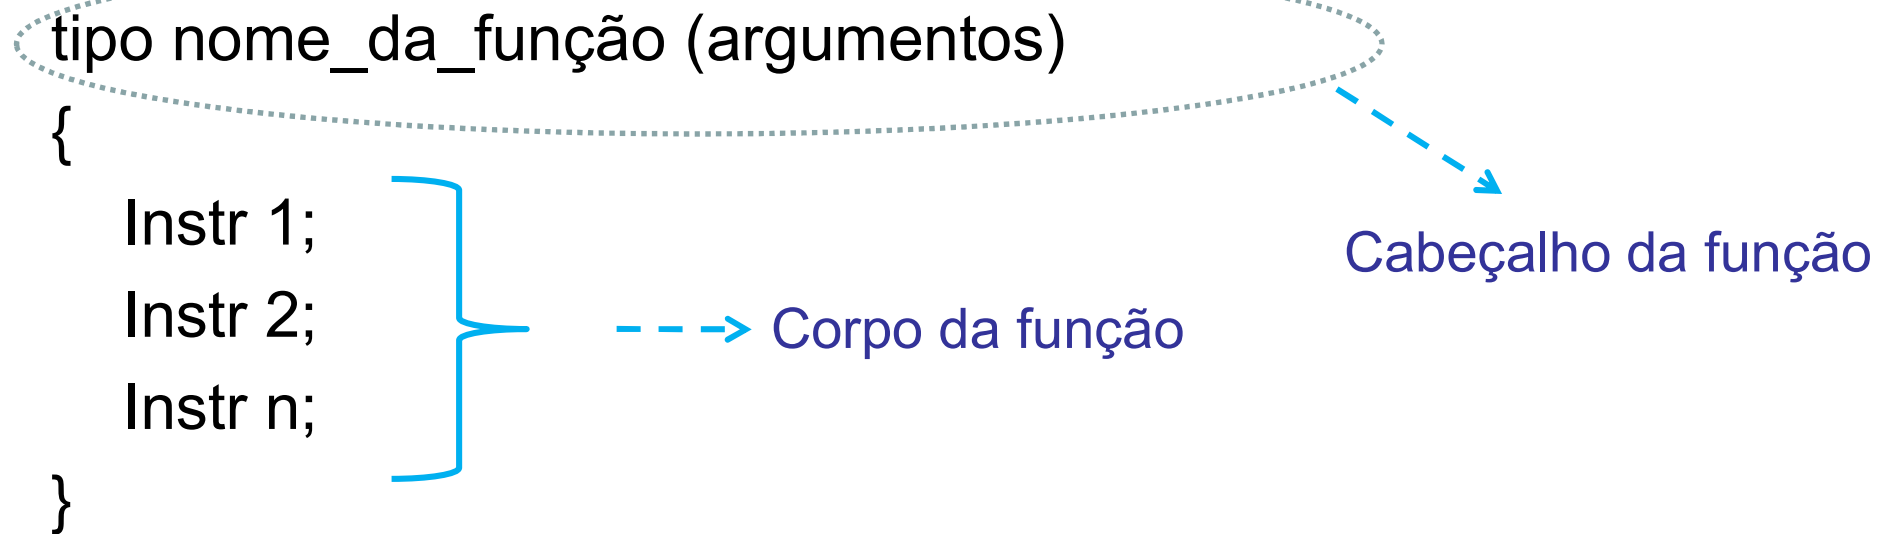 tipo nome_da_função (argumentos)
{
Instr 1;
Cabeçalho da função
Instr 2;
Corpo da função
Instr n;
}